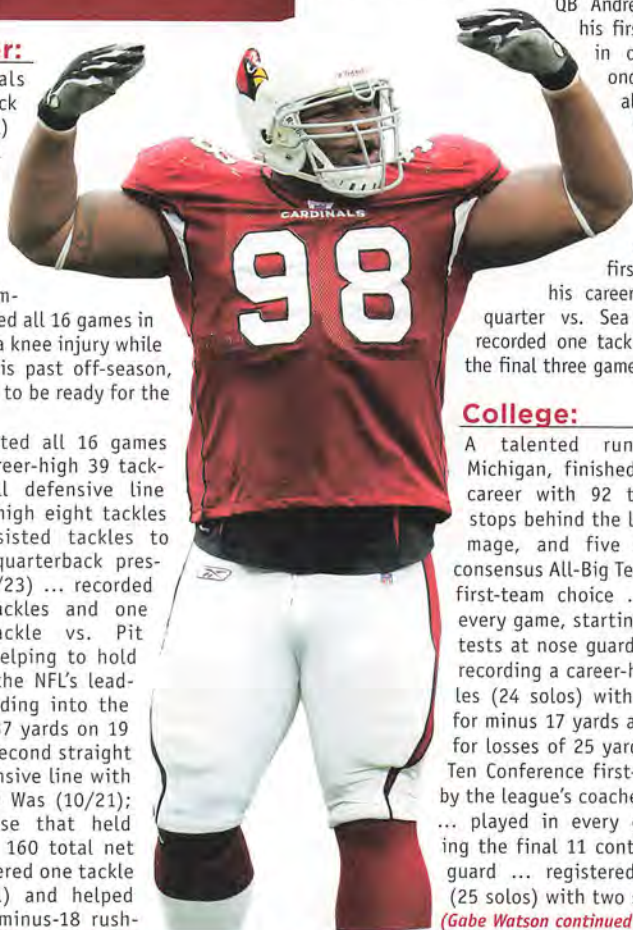 als
ck
ed all 16 games in
a knee injury while
is past off-season,
to be ready for the
ted all 16 games
reer-high 39 tack-
ll defensive line
high eight tackles
sisted tackles to
quarterback pres-
/23) ... recorded
ackles and one
ackle vs. Pit
elping to hold
the NFL's lead-
ding into the
37 yards on 19
econd straight
nsive line with
Was (10/21);
se that held
160 total net
ered one tackle
and helped
minus-18 rush-
CARDINALS
98
QB Andre
his firs
in c
onc
al
firs
his career
quarter vs. Sea
recorded one tack
the final three game
College:
A talented run
Michigan, finished
career with 92 t
stops behind the l
mage, and five
consensus All-Big Te
first-team choice ..
every game, starting
tests at nose guard
recording a career-h
les (24 solos) with
for minus 17 yards a
for losses of 25 yard
Ten Conference first-
by the league's coache
... played in every
ing the final 11 cont
guard ... registered
(25 solos) with two
(Gabe Watson continued